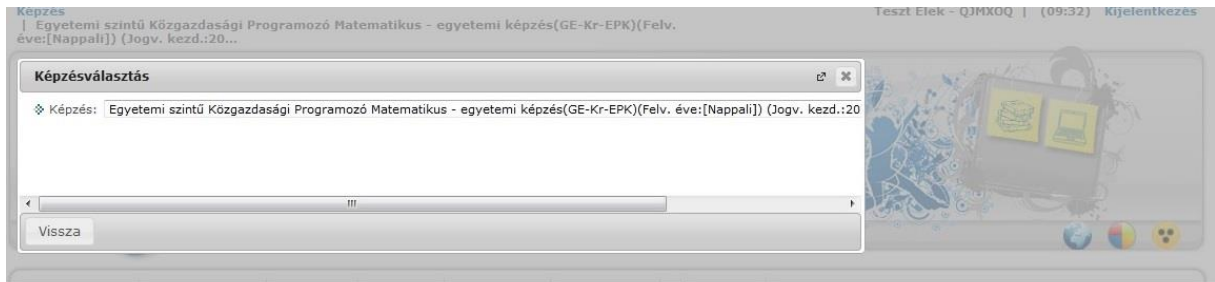 Képzés
Teszt Elek - QJMXOQ | (09:32) Kijelentkezés
| Egyetemi szintű Közgazdasági Programozó Matematikus - egyetemi képzés(GE-Kr-EPK)(Felv.
éve:[Nappali]) (Jogv. kezd.:20...
Képzésválasztás
Képzés: Egyetemi szintű Közgazdasági Programozó Matematikus - egyetemi képzés(GE-Kr-EPK)(Felv. éve:[Nappali]) (Jogv. kezd.:20
Vissza